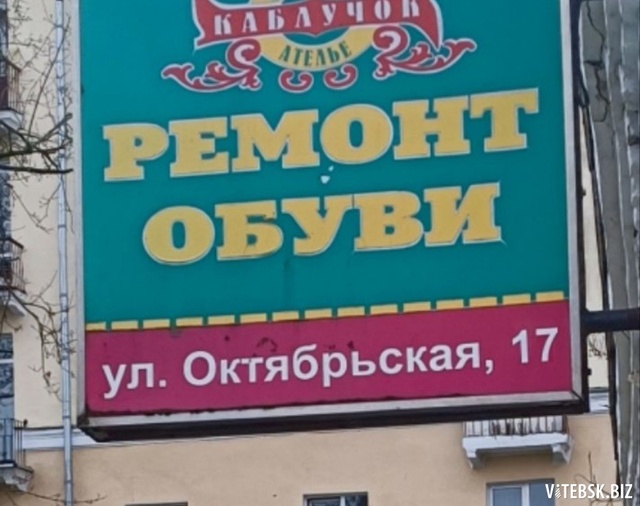 КАБЛУЧОК
АТЕЛЬЕ
РЕМОНТ
ОБУВИ
ул. Октябрьская, 17
VITEBSK.BIZ